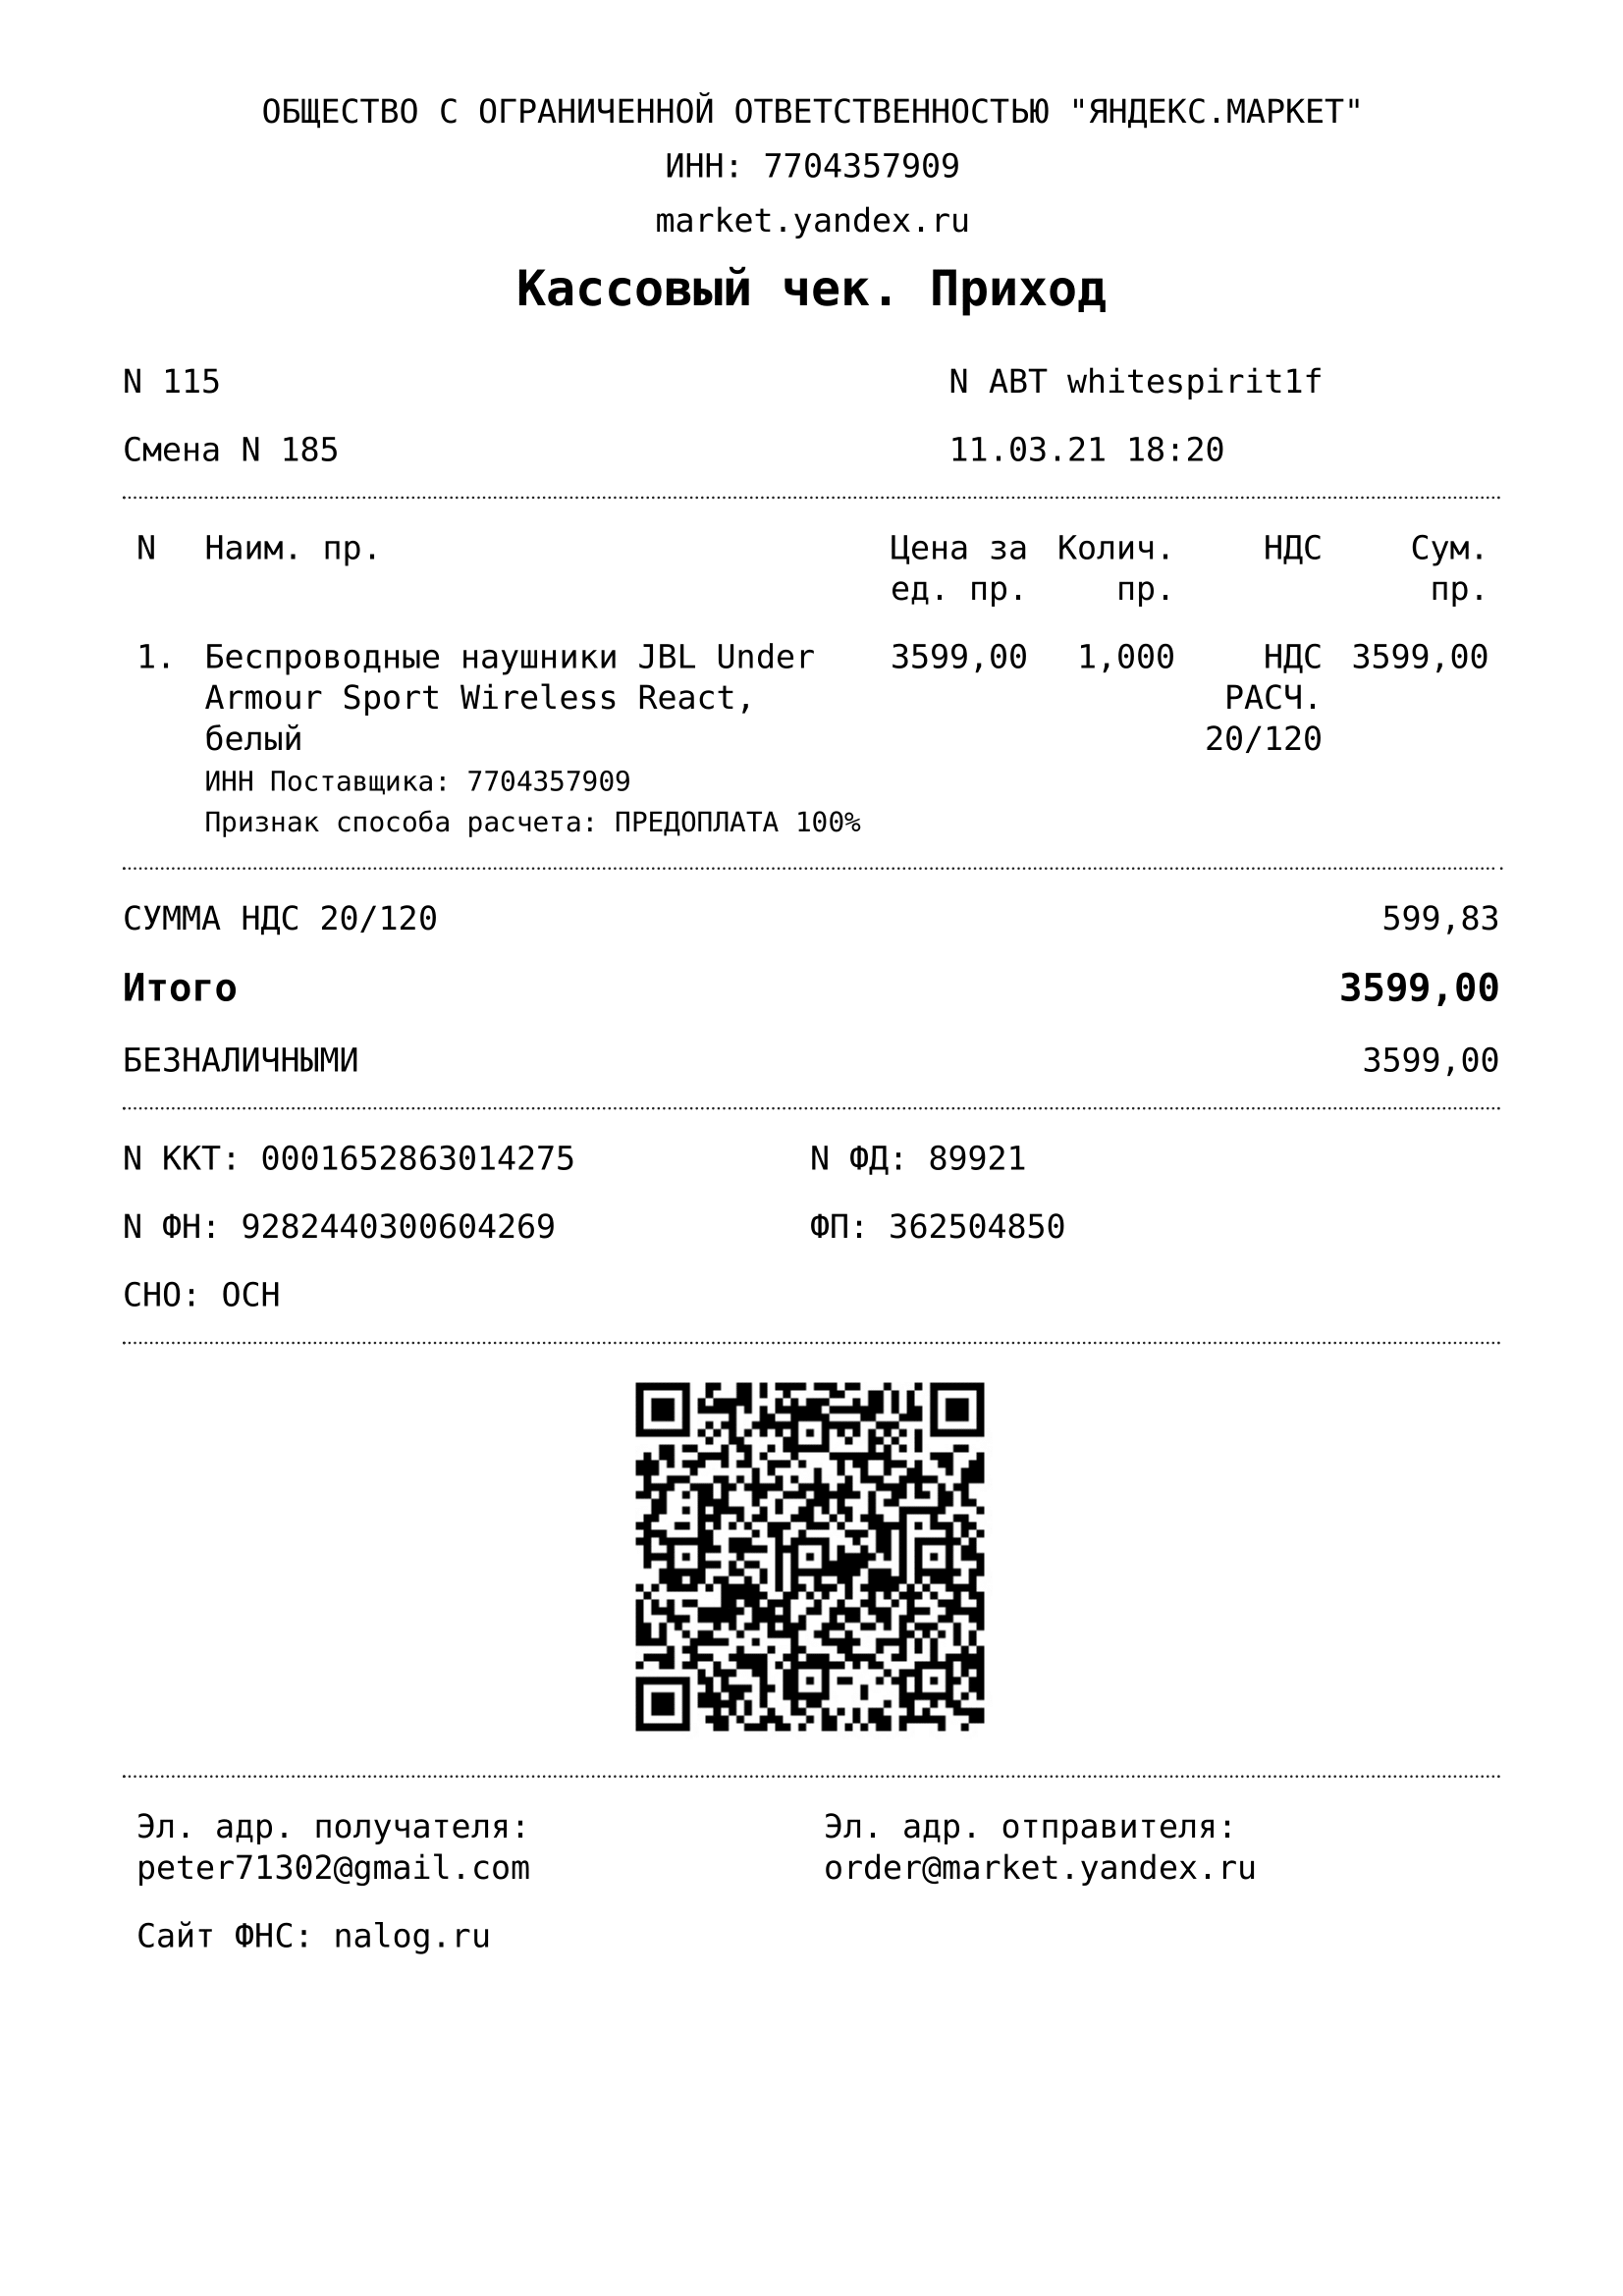 ОБЩЕСТВО С ОГРАНИЧЕННОЙ ОТВЕТСТВЕННОСТЬЮ "ЯНДЕКС.МАРКЕТ"
ИНН: 7704357909
market.yandex.ru
Кассовый чек. Приход
N 115 N АВТ whitespirit1f
Смена N 185 11.03.21 18:20
N Наим. пр. Цена за Колич. НДС Сум.
ед. пр. пр. пр.
1. Беспроводные наушники JBL Under 3599,00 1,000 НДС 3599,00
Armour Sport Wireless React, РАСЧ.
белый 20/120
ИНН Поставщика: 7704357909
Признак способа расчета: ПРЕДОПЛАТА 100%
СУММА НДС 20/120 599,83
Итого 3599,00
БЕЗНАЛИЧНЫМИ 3599,00
N ККТ: 0001652863014275 N ФД: 89921
N ФН: 9282440300604269 ФП: 362504850
СНО: ОСН
Эл. адр. получателя: Эл. адр. отправителя:
peter71302@gmail.com order@market.yandex.ru
Сайт ФНС: nalog.ru